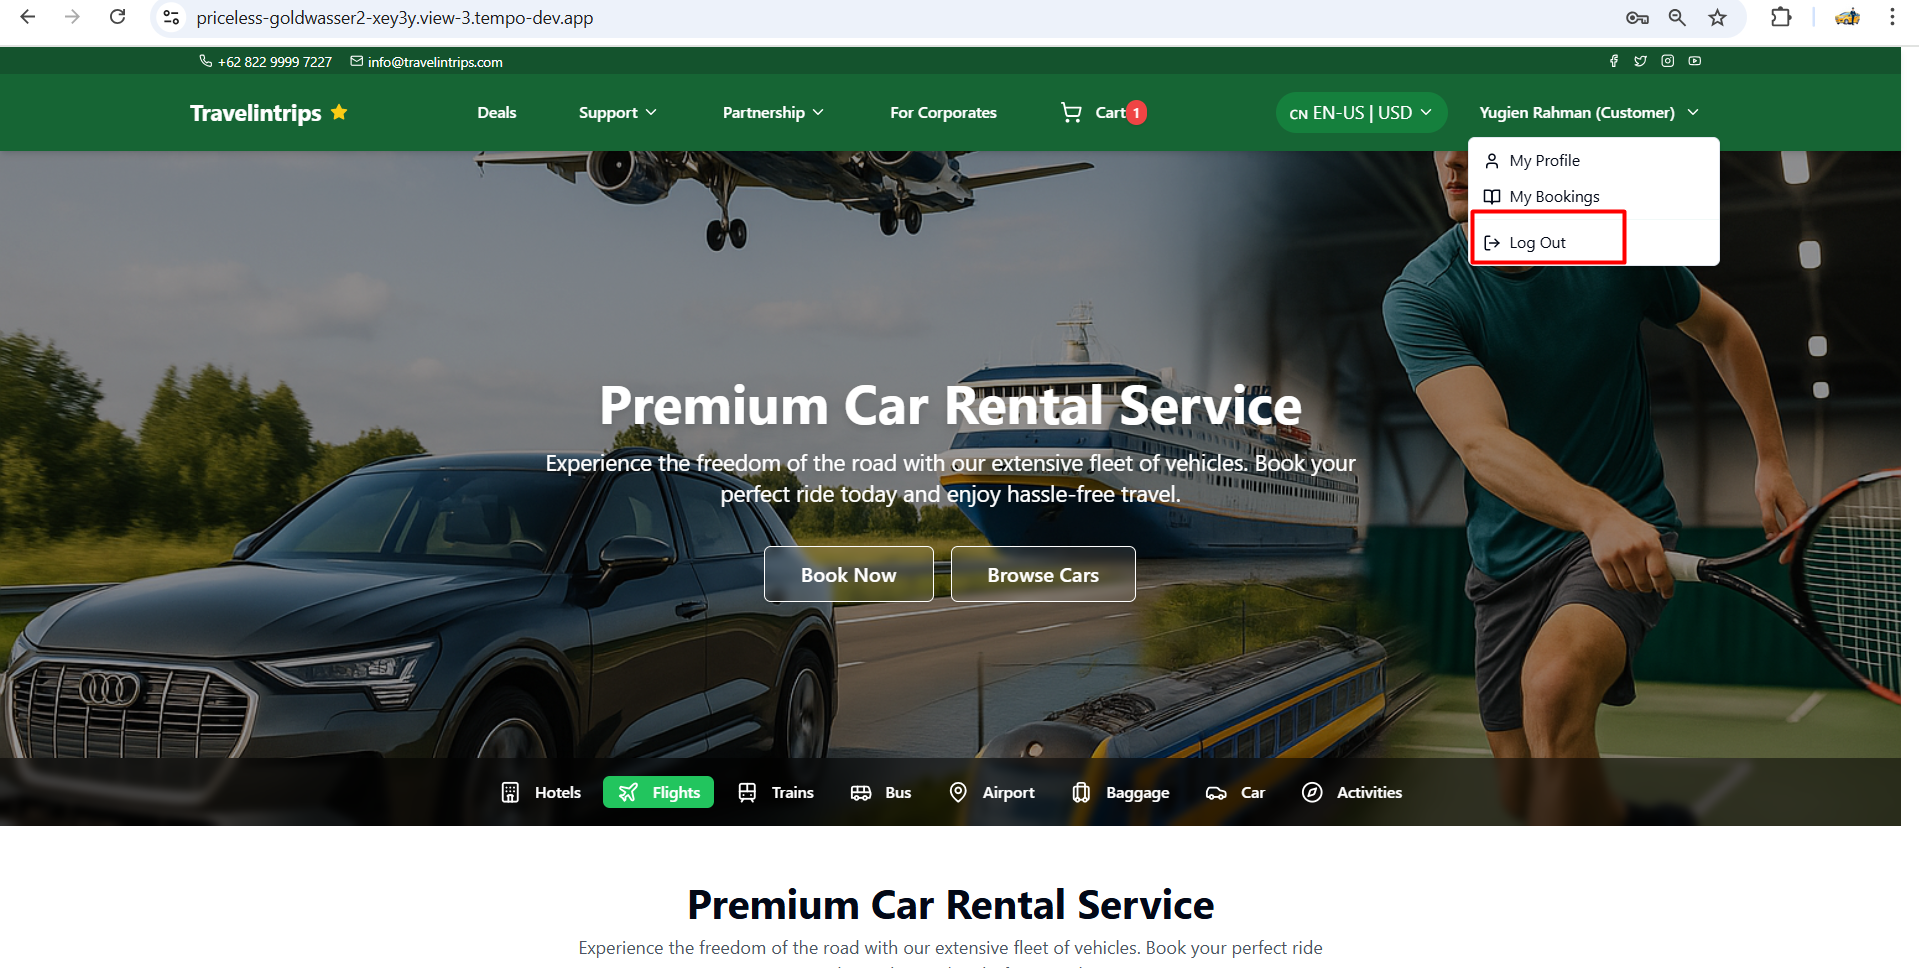 priceless-goldwasser2-xey3y.view-3.tempo-dev.app
+62 822 9999 7227 info@travelintrips.com
Travelintrips Deals Support Partnership For Corporates Cart 1 CN EN-US | USD Yugien Rahman (Customer)
My Profile
My Bookings
Log Out
Premium Car Rental Service
Experience the freedom of the road with our extensive fleet of vehicles. Book your
perfect ride today and enjoy hassle-free travel.
Book Now Browse Cars
Hotels Flights Trains Bus Airport Baggage Car Activities
Premium Car Rental Service
Experience the freedom of the road with our extensive fleet of vehicles. Book your perfect ride